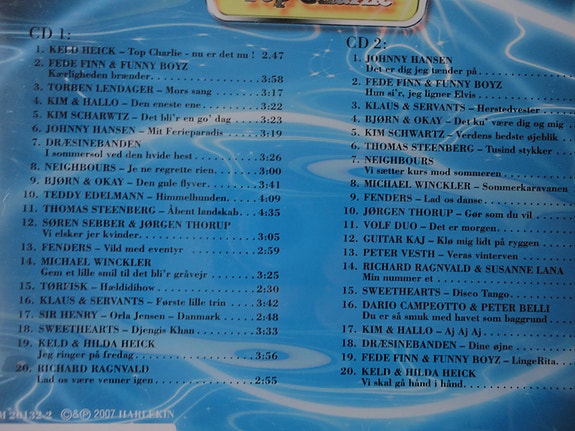 Top Charlie
CD 1:
1. KELD HEICK – Top Charlie - nu er det nu ! 2.47
2. FEDE FINN & FUNNY BOYZ
Kærligheden brænder 3:58
3. TORBEN LENDAGER – Mors sang 3:17
4. KIM & HALLO – Den eneste ene 3:22
5. KIM SCHARWTZ – Det bli'r en go' dag 3:23
6. JOHNNY HANSEN – Mit Ferieparadis 3:19
7. DRÆSINEBANDEN
I sommersol ved den hvide hest 3:26
8. NEIGHBOURS – Je ne regrette rien 3:00
9. BJØRN & OKAY – Den gule flyver 3:41
10. TEDDY EDELMANN – Himmelhunden 4:09
11. THOMAS STEENBERG – Åbent landskab 4:35
12. SØREN SEBBER & JØRGEN THORUP
Vi elsker jer kvinder 3:05
13. FENDERS – Vild med eventyr 2:59
14. MICHAEL WINCKLER
Gem et lille smil til det bli'r gråvejr 3:25
15. TØRFISK – Hældidihow 2:30
16. KLAUS & SERVANTS – Første lille trin 3:42
17. SIR HENRY – Orla Jensen – Danmark 2:48
18. SWEETHEARTS – Djengis Khan 3:33
19. KELD & HILDA HEICK
Jeg ringer på fredag 3:56
20. RICHARD RAGNVALD
Lad os være venner igen 2:55
M 20132-2 © ℗ 2007 HARLEKIN
CD 2:
1. JOHNNY HANSEN
Det er dig jeg tænder på
2. FEDE FINN & FUNNY BOYZ
Hun si'r, jeg ligner Elvis
3. KLAUS & SERVANTS – Herstedvester
4. BJØRN & OKAY – Det ku' være dig og mig
5. KIM SCHWARTZ – Verdens bedste øjeblik
6. THOMAS STEENBERG – Tusind stykker
7. NEIGHBOURS
Vi sætter kurs mod sommeren
8. MICHAEL WINCKLER – Sommerkaravanen
9. FENDERS – Lad os danse
10. JØRGEN THORUP – Gør som du vil
11. VOLF DUO – Det er morgen
12. GUITAR KAJ – Klø mig lidt på ryggen
13. PETER VESTH – Veras vinterven
14. RICHARD RAGNVALD & SUSANNE LANA
Min nummer et
15. SWEETHEARTS – Disco Tango
16. DARIO CAMPEOTTO & PETER BELLI
Du er så smuk med havet som baggrund
17. KIM & HALLO – Aj Aj Aj
18. DRÆSINEBANDEN – Dine øjne
19. FEDE FINN & FUNNY BOYZ – LingeRita
20. KELD & HILDA HEICK
Vi skal gå hånd i hånd